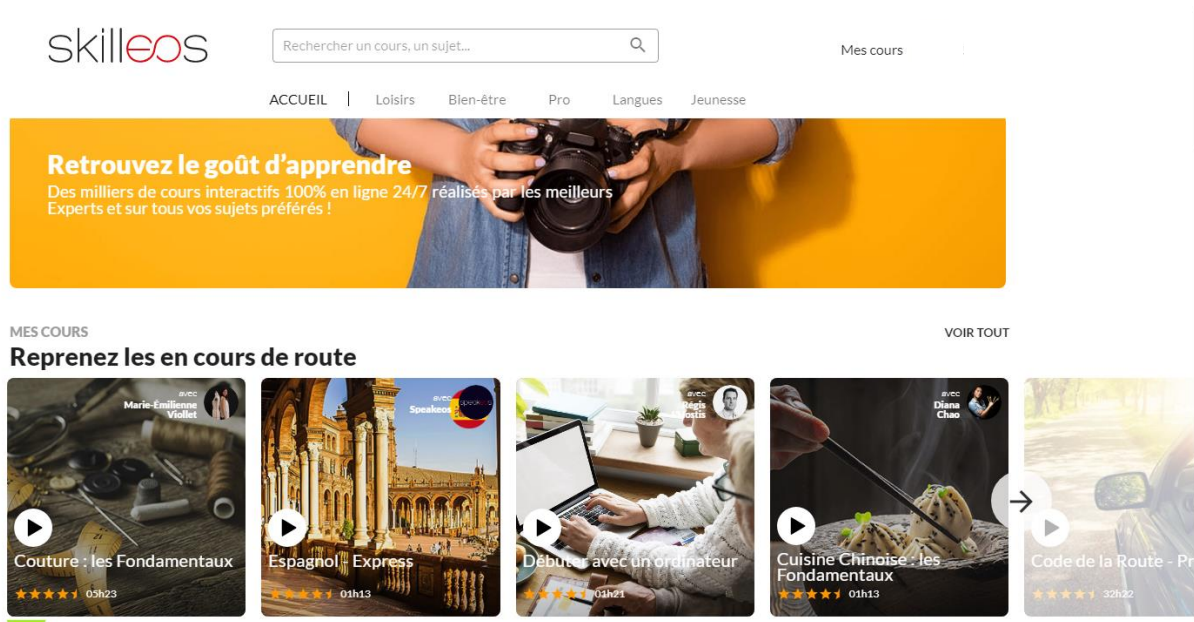 skilleos
Rechercher un cours, un sujet...
Mes cours
ACCUEIL
Loisirs
Bien-être
Pro
Langues
Jeunesse
Retrouvez le goût d'apprendre
Des milliers de cours interactifs 100% en ligne 24/7 réalisés par les meilleurs
Experts et sur tous vos sujets préférés !
MES COURS
VOIR TOUT
Reprenez les en cours de route
avec
Marie-Émilienne
Viollet
Couture : les Fondamentaux
05h23
avec
Speakeos
speakeos
Espagnol - Express
01h13
avec
Régis
Débuter avec un ordinateur
01h21
avec
Diana
Chao
Cuisine Chinoise : les
Fondamentaux
01h13
Code de la Route - Pr
32h22